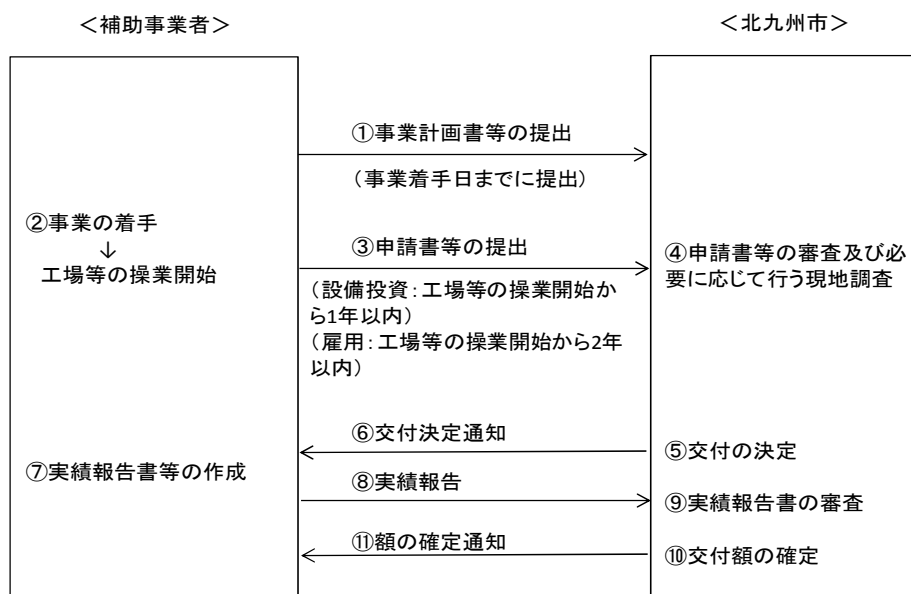 ＜補助事業者＞
＜北九州市＞
①事業計画書等の提出
（事業着手日までに提出）
②事業の着手
↓
工場等の操業開始
③申請書等の提出
（設備投資：工場等の操業開始か
ら1年以内）
（雇用：工場等の操業開始から2年
以内）
④申請書等の審査及び必
要に応じて行う現地調査
⑥交付決定通知
⑤交付の決定
⑦実績報告書等の作成
⑧実績報告
⑨実績報告書の審査
⑪額の確定通知
⑩交付額の確定